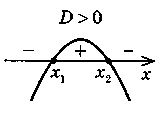 D > 0
− + −
x₁ x₂ x